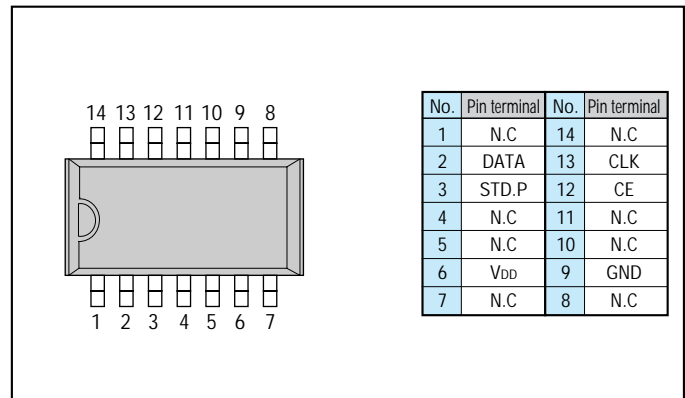 14 13 12 11 10 9 8
1 2 3 4 5 6 7
No. Pin terminal No. Pin terminal
1 N.C 14 N.C
2 DATA 13 CLK
3 STD.P 12 CE
4 N.C 11 N.C
5 N.C 10 N.C
6 VDD 9 GND
7 N.C 8 N.C